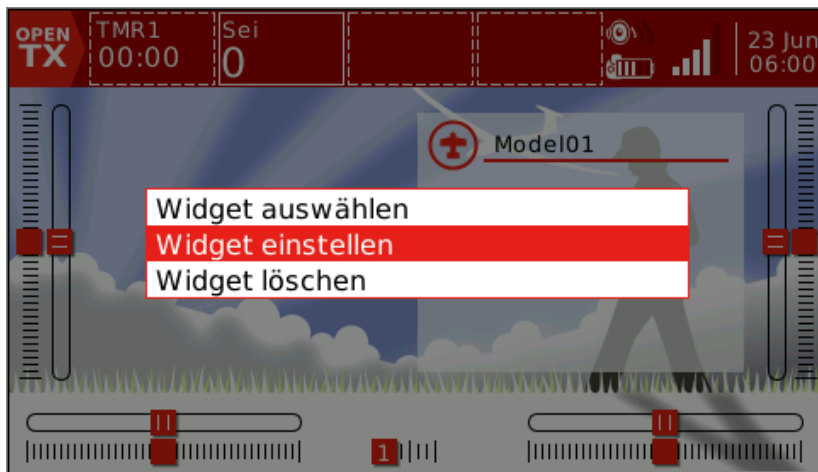 OPEN
TX
TMR1
00:00
Sei
0
23 Jun
06:00
Model01
Widget auswählen
Widget einstellen
Widget löschen
1